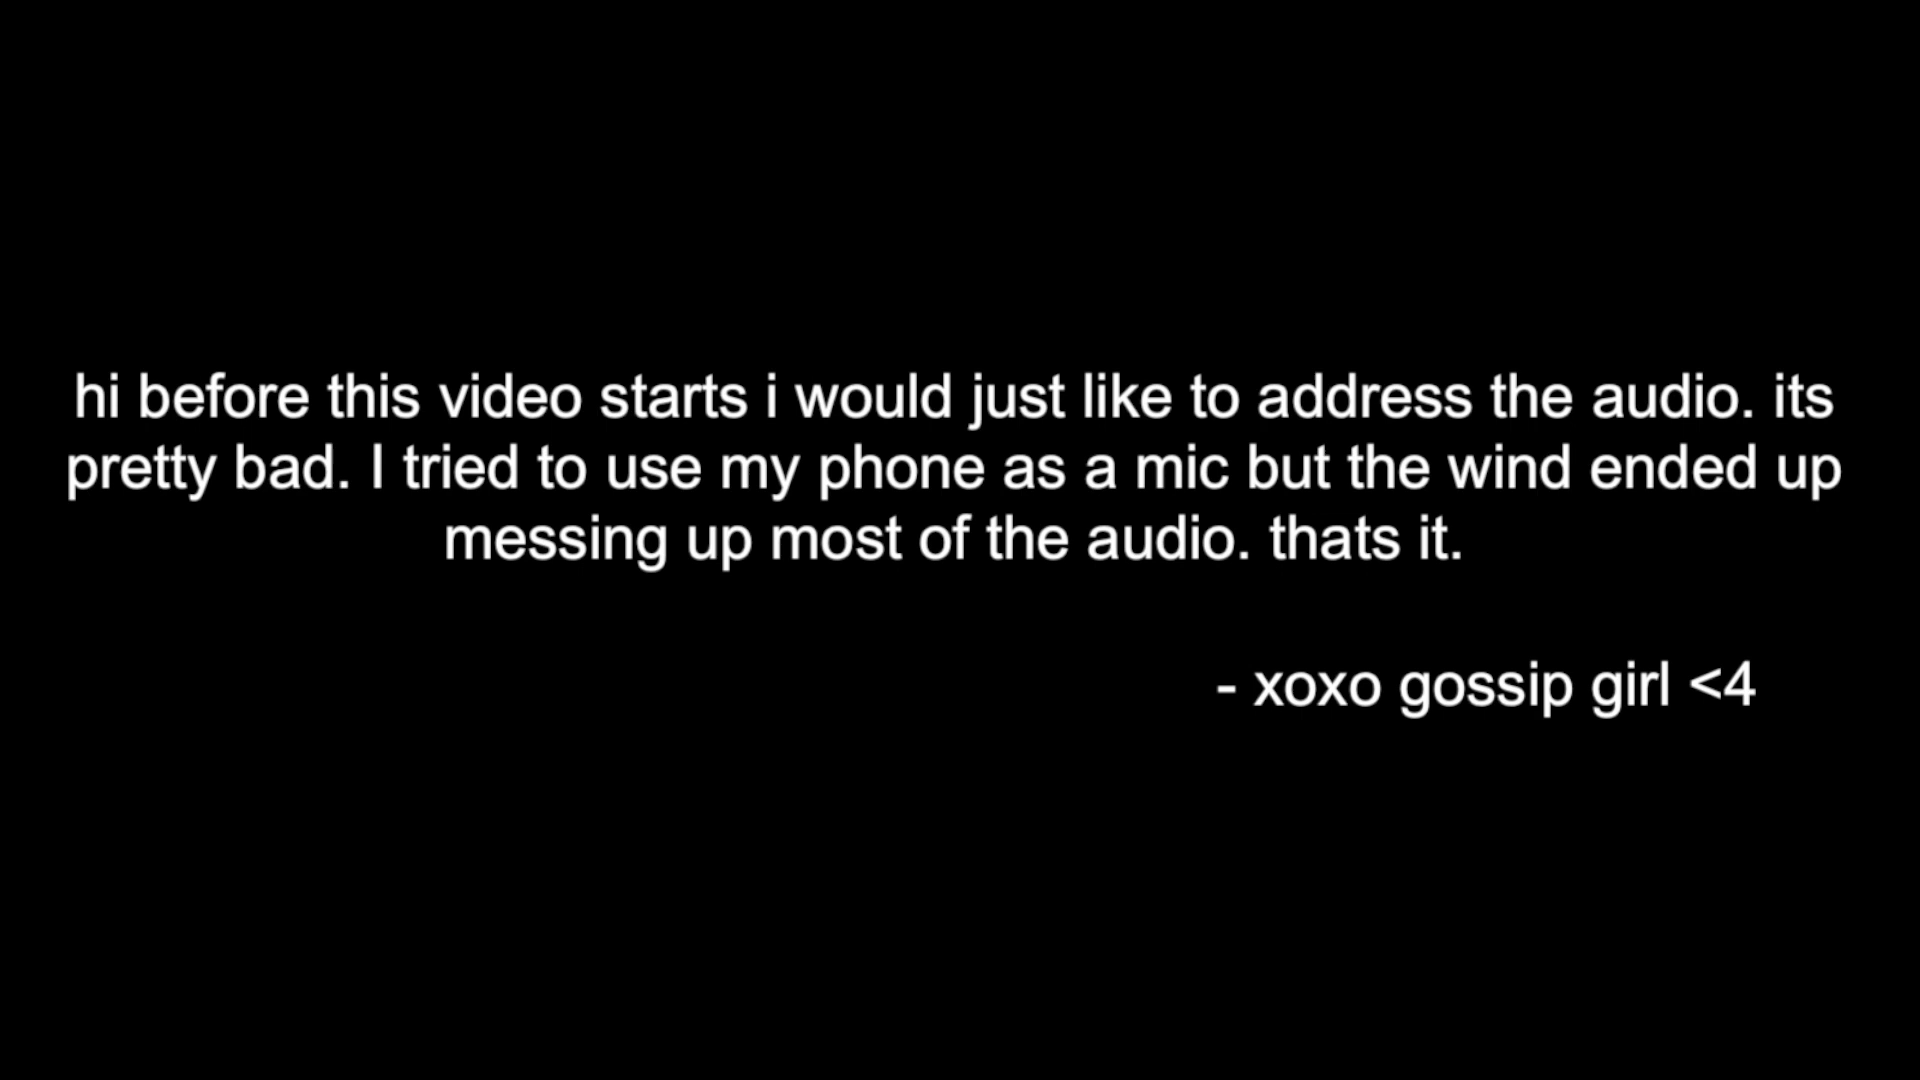 hi before this video starts i would just like to address the audio. its
pretty bad. I tried to use my phone as a mic but the wind ended up
messing up most of the audio. thats it.
- xoxo gossip girl <4